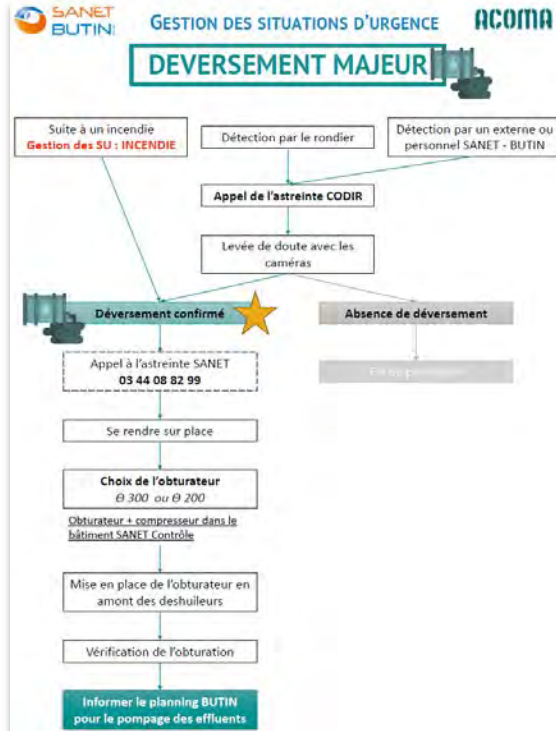 SANET
BUTIN
GESTION DES SITUATIONS D'URGENCE
ACOMA
DEVERSEMENT MAJEUR
Suite à un incendie
Gestion des SU : INCENDIE
Détection par le rondier
Détection par un externe ou
personnel SANET - BUTIN
Appel de l'astreinte CODIR
Levée de doute avec les
caméras
Déversement confirmé
Absence de déversement
Appel à l'astreinte SANET
03 44 08 82 99
Se rendre sur place
Choix de l'obturateur
Θ 300 ou Θ 200
Obturateur + compresseur dans le
bâtiment SANET Contrôle
Mise en place de l'obturateur en
amont des deshuileurs
Vérification de l'obturation
Informer le planning BUTIN
pour le pompage des effluents